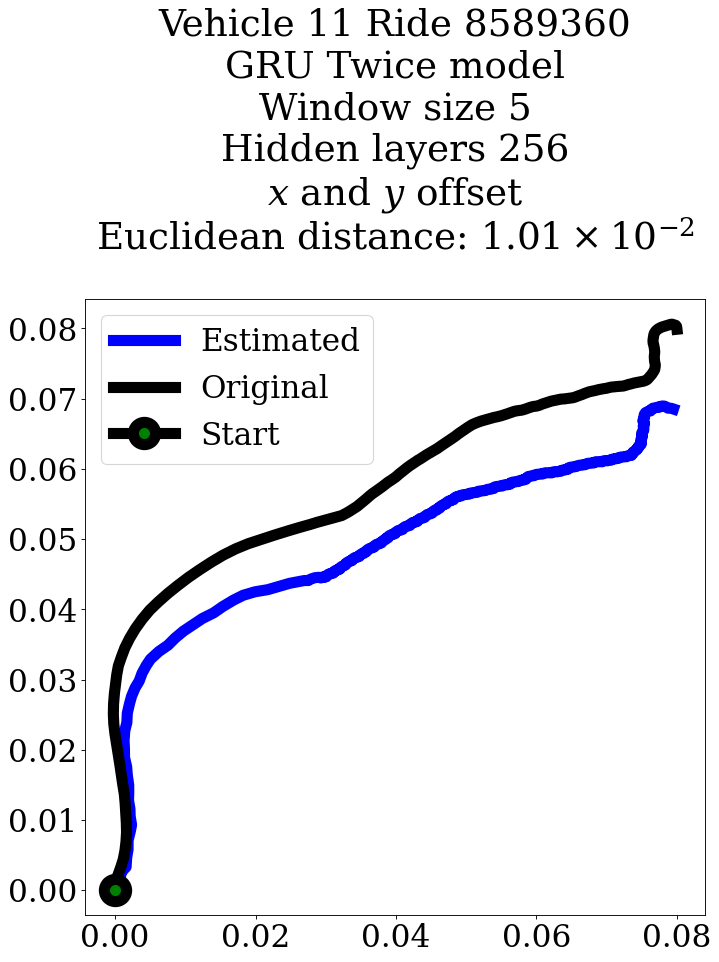 Vehicle 11 Ride 8589360
GRU Twice model
Window size 5
Hidden layers 256
x and y offset
Euclidean distance: 1.01 × 10⁻²
Estimated
Original
Start
0.08
0.07
0.06
0.05
0.04
0.03
0.02
0.01
0.00
0.00 0.02 0.04 0.06 0.08